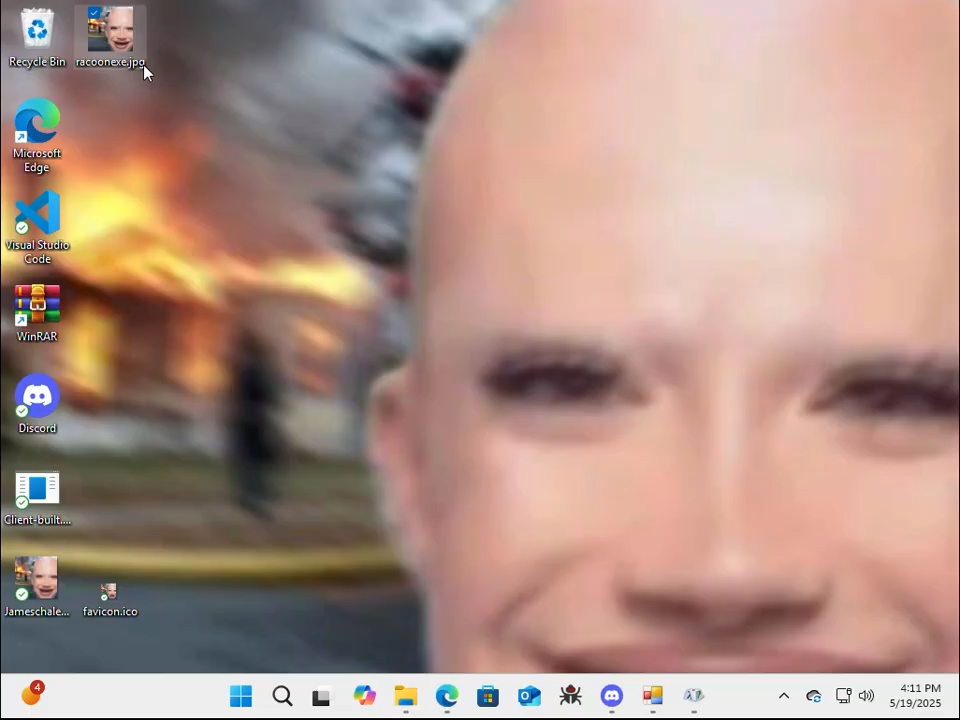 Recycle Bin
racoonexe.jpg
Microsoft
Edge
Visual Studio
Code
WinRAR
Discord
Client-built....
Jameschale...
favicon.ico
4
4:11 PM
5/19/2025